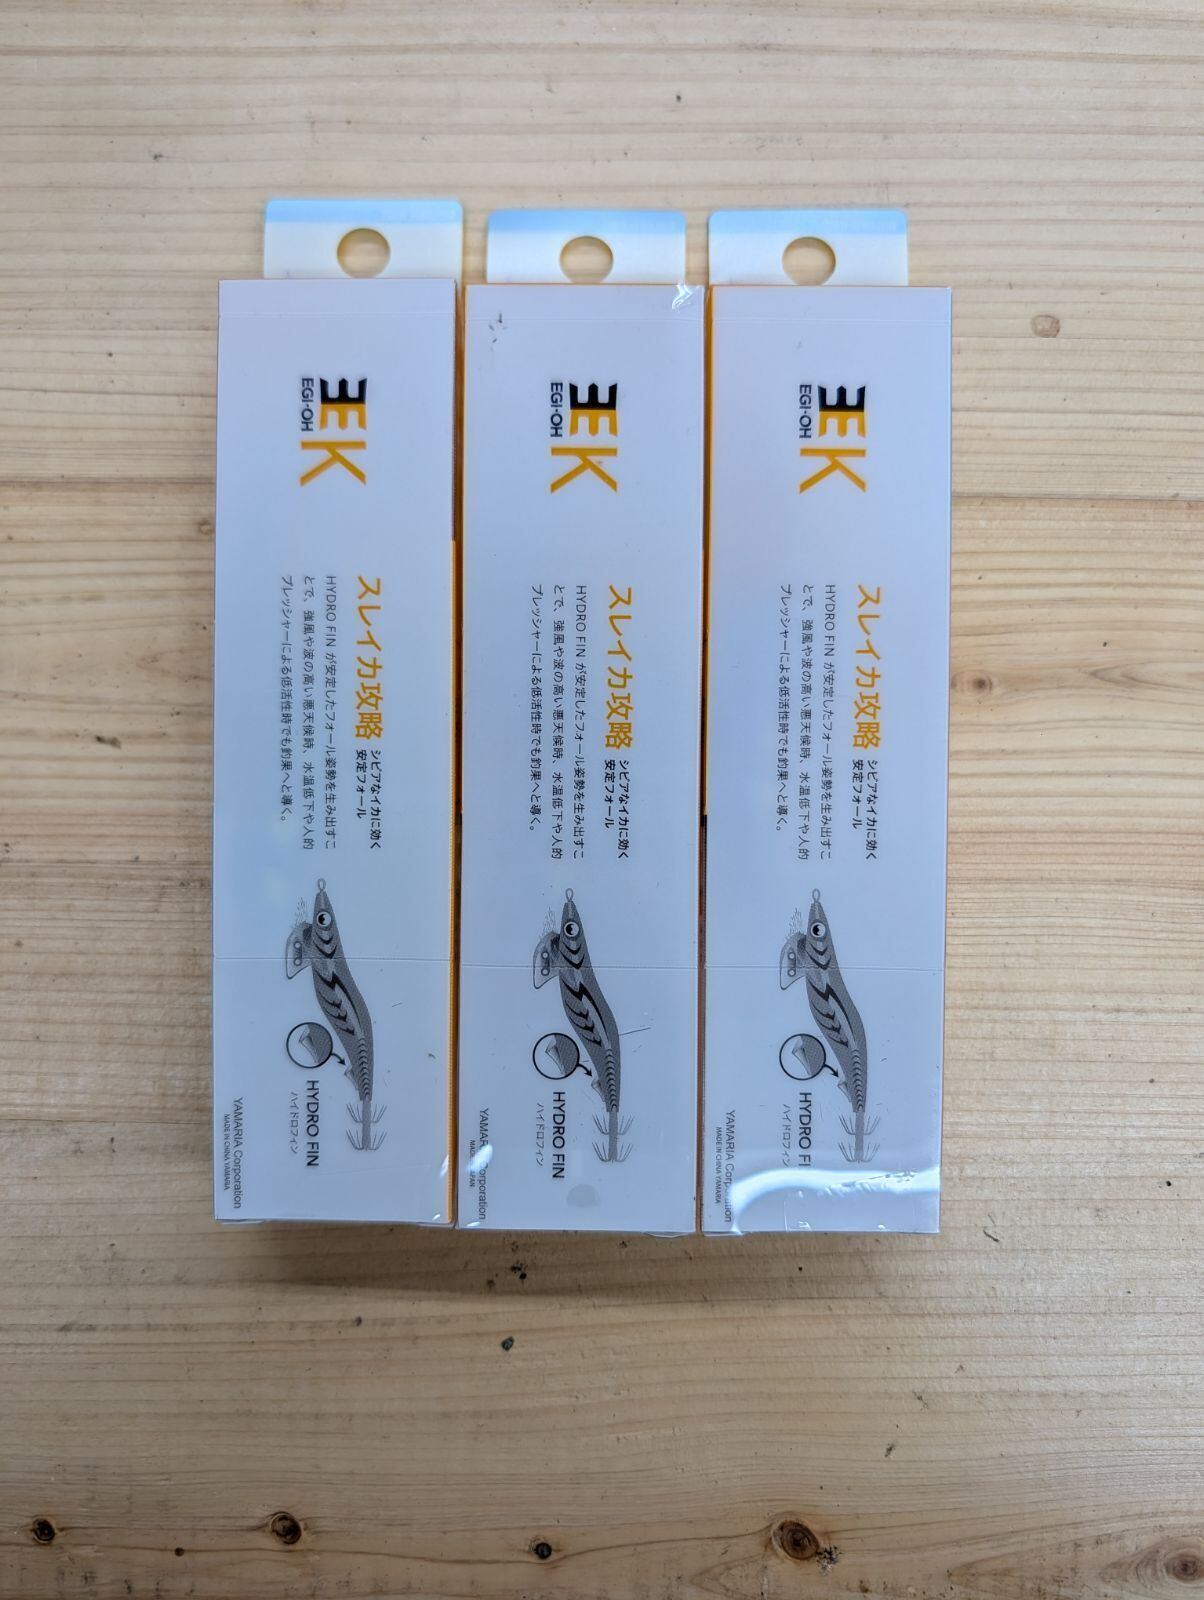 EK
EGI-OH
スレイカ攻略
シビアなイカに効く
安定フォール
HYDRO FIN が安定したフォール姿勢を生み出すこ
とで、強風や波の高い悪天候時、水温低下や人的
プレッシャーによる低活性時でも釣果へと導く。
HYDRO FIN
ハイドロフィン
YAMARIA Corporation
MADE IN CHINA YAMARIA
EK
EGI-OH
スレイカ攻略
シビアなイカに効く
安定フォール
HYDRO FIN が安定したフォール姿勢を生み出すこ
とで、強風や波の高い悪天候時、水温低下や人的
プレッシャーによる低活性時でも釣果へと導く。
HYDRO FIN
ハイドロフィン
YAMARIA Corporation
EK
EGI-OH
スレイカ攻略
シビアなイカに効く
安定フォール
HYDRO FIN が安定したフォール姿勢を生み出すこ
とで、強風や波の高い悪天候時、水温低下や人的
プレッシャーによる低活性時でも釣果へと導く。
HYDRO FI
ハイドロフィン
YAMARIA Corporation
MADE IN CHINA YAMARIA